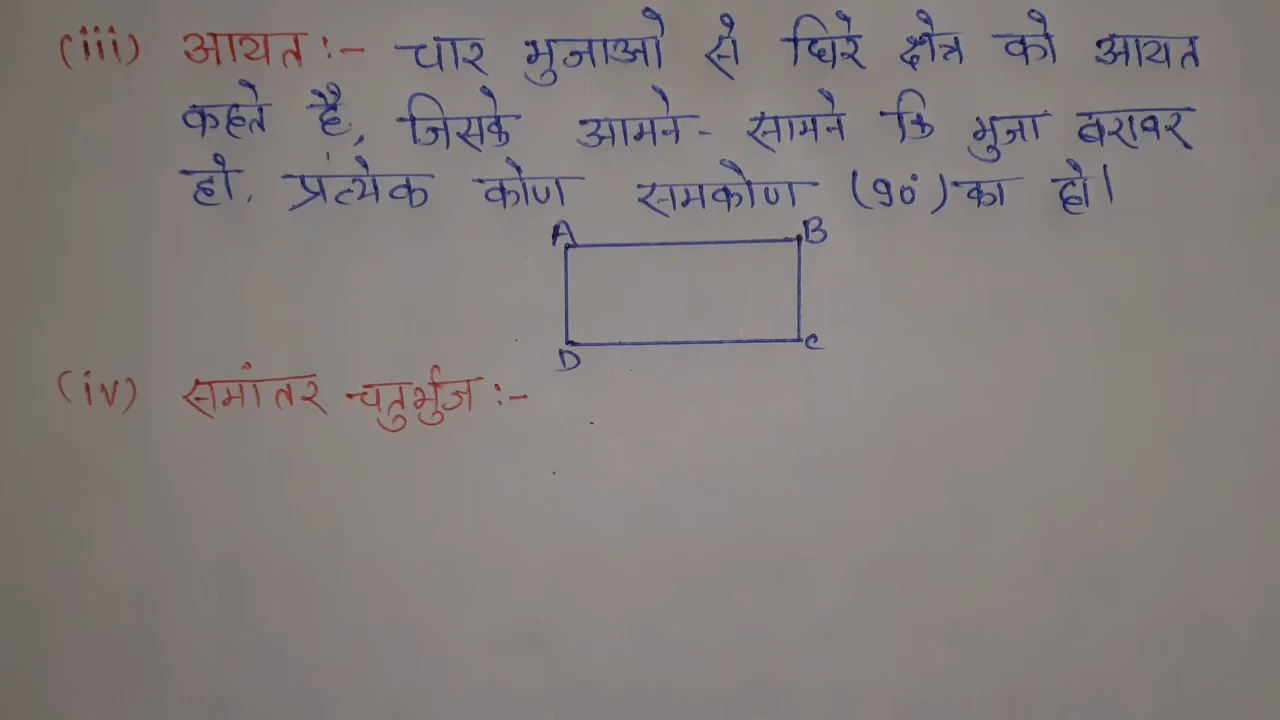 (iii) आयत :- चार भुजाओ से घिरे क्षेत्र को आयत
कहते है, जिसके आमने - सामने कि भुजा बराबर
हो, प्रत्येक कोण समकोण (90°) का हो।
A B
D C
(iv) समांतर चतुर्भुज :-